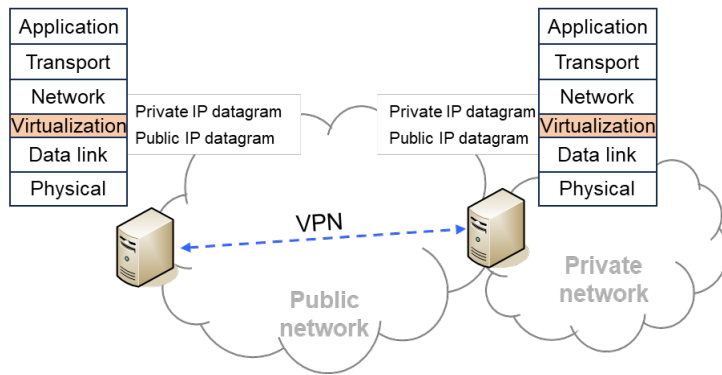 Application
Transport
Network
Virtualization
Data link
Physical
Private IP datagram
Public IP datagram
Private IP datagram
Public IP datagram
Application
Transport
Network
Virtualization
Data link
Physical
VPN
Public
network
Private
network